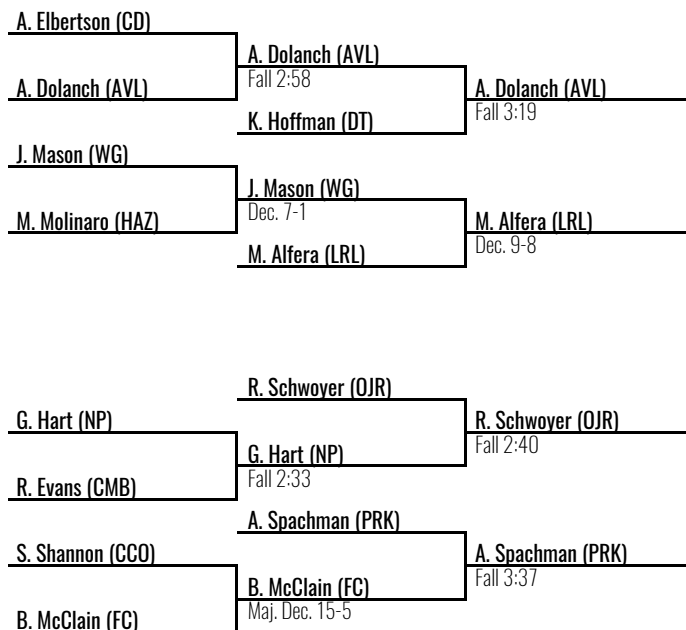 A. Elbertson (CD)
A. Dolanch (AVL)
Fall 2:58
A. Dolanch (AVL)
A. Dolanch (AVL)
Fall 3:19
K. Hoffman (DT)
J. Mason (WG)
J. Mason (WG)
Dec. 7-1
M. Molinaro (HAZ)
M. Alfera (LRL)
Dec. 9-8
M. Alfera (LRL)
R. Schwoyer (OJR)
G. Hart (NP)
R. Schwoyer (OJR)
Fall 2:40
G. Hart (NP)
Fall 2:33
R. Evans (CMB)
A. Spachman (PRK)
S. Shannon (CCO)
A. Spachman (PRK)
Fall 3:37
B. McClain (FC)
Maj. Dec. 15-5
B. McClain (FC)